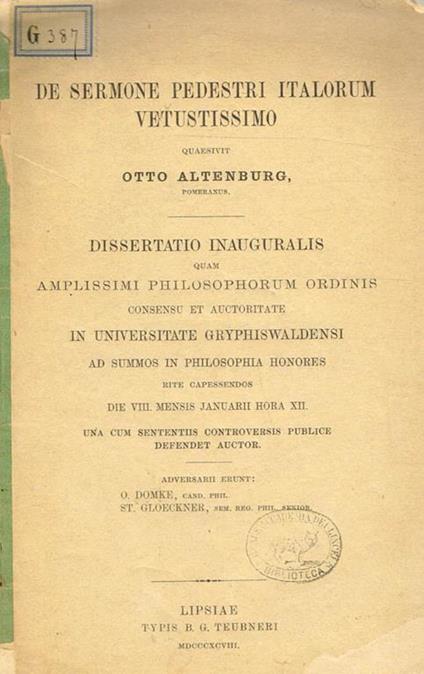 G 387
DE SERMONE PEDESTRI ITALORUM
VETUSTISSIMO
QUAESIVIT
OTTO ALTENBURG,
POMERANUS.
DISSERTATIO INAUGURALIS
QUAM
AMPLISSIMI PHILOSOPHORUM ORDINIS
CONSENSU ET AUCTORITATE
IN UNIVERSITATE GRYPHISWALDENSI
AD SUMMOS IN PHILOSOPHIA HONORES
RITE CAPESSENDOS
DIE VIII. MENSIS JANUARII HORA XII.
UNA CUM SENTENTIIS CONTROVERSIS PUBLICE
DEFENDET AUCTOR.
ADVERSARII ERUNT:
O. DOMKE, CAND. PHIL.
ST. GLOECKNER, SEM. REG. PHIL. SENIOR.
BIBLIOTECA
LIPSIAE
TYPIS B. G. TEUBNERI
MDCCCXCVIII.